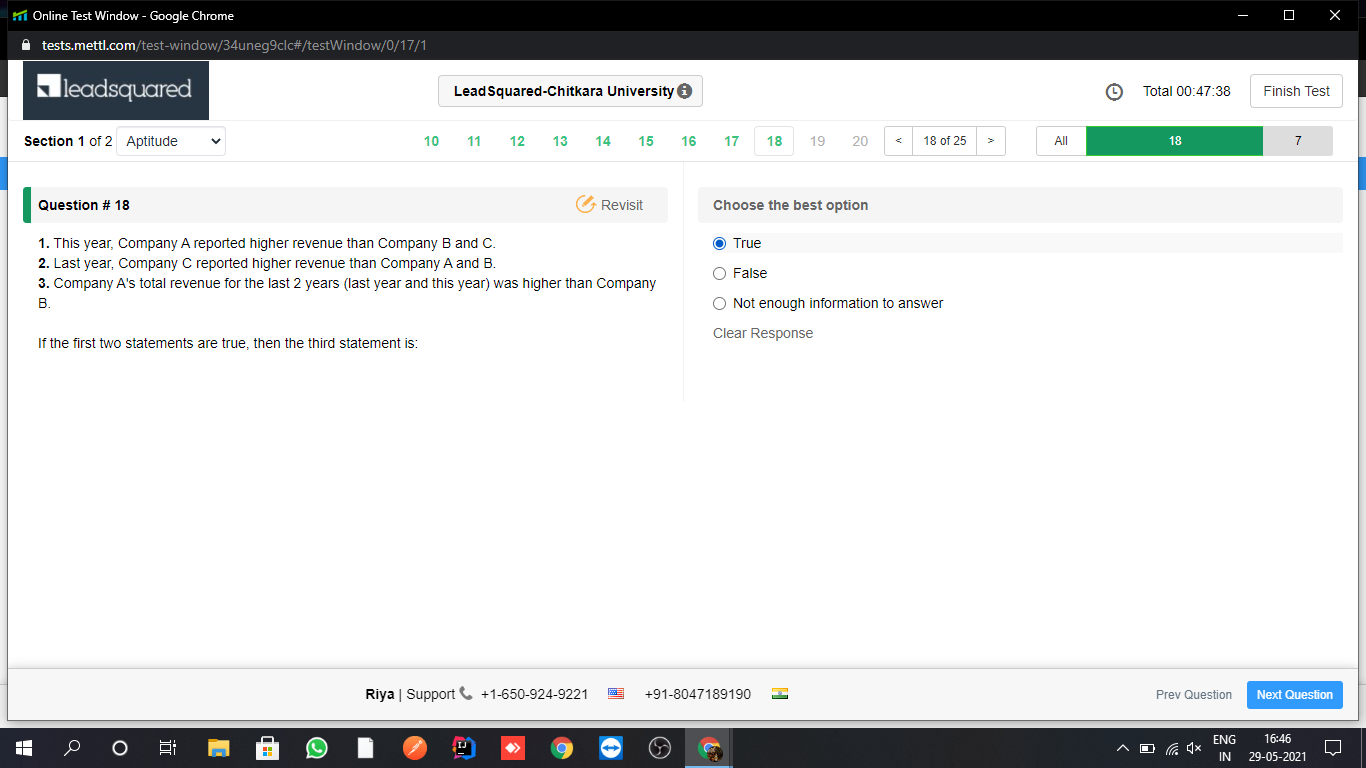 Online Test Window - Google Chrome
tests.mettl.com/test-window/34uneg9clc#/testWindow/0/17/1
leadsquared
LeadSquared-Chitkara University
Total 00:47:38
Finish Test
Section 1 of 2
Aptitude
10 11 12 13 14 15 16 17 18 19 20
< 18 of 25 >
All 18 7
Question # 18
Revisit
1. This year, Company A reported higher revenue than Company B and C.
2. Last year, Company C reported higher revenue than Company A and B.
3. Company A's total revenue for the last 2 years (last year and this year) was higher than Company
B.
If the first two statements are true, then the third statement is:
Choose the best option
True
False
Not enough information to answer
Clear Response
Riya | Support +1-650-924-9221 +91-8047189190
Prev Question
Next Question
ENG
IN
16:46
29-05-2021